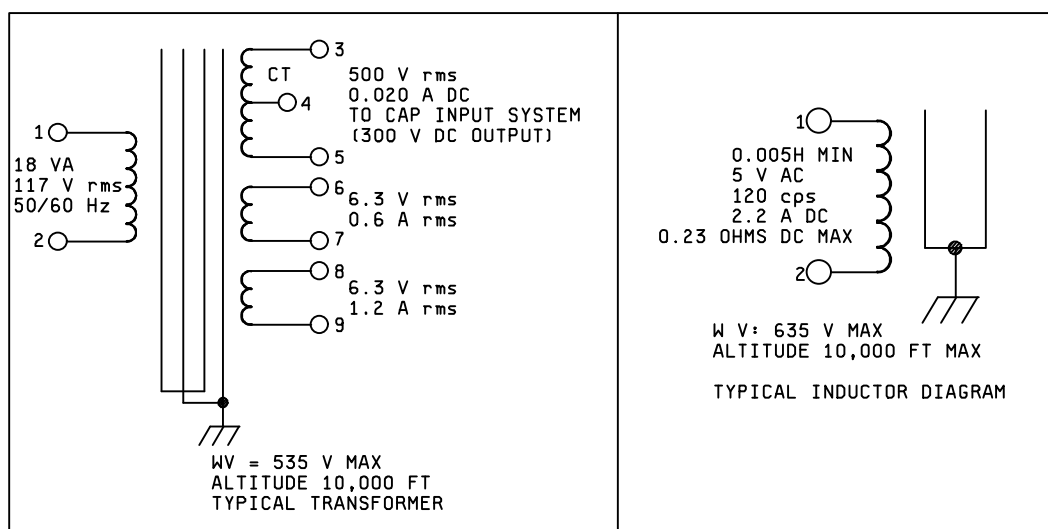 1
18 VA
117 V rms
50/60 Hz
2
3
CT
4
5
500 V rms
0.020 A DC
TO CAP INPUT SYSTEM
(300 V DC OUTPUT)
6
6.3 V rms
0.6 A rms
7
8
6.3 V rms
1.2 A rms
9
WV = 535 V MAX
ALTITUDE 10,000 FT
TYPICAL TRANSFORMER
1
0.005H MIN
5 V AC
120 cps
2.2 A DC
0.23 OHMS DC MAX
2
W V: 635 V MAX
ALTITUDE 10,000 FT MAX
TYPICAL INDUCTOR DIAGRAM